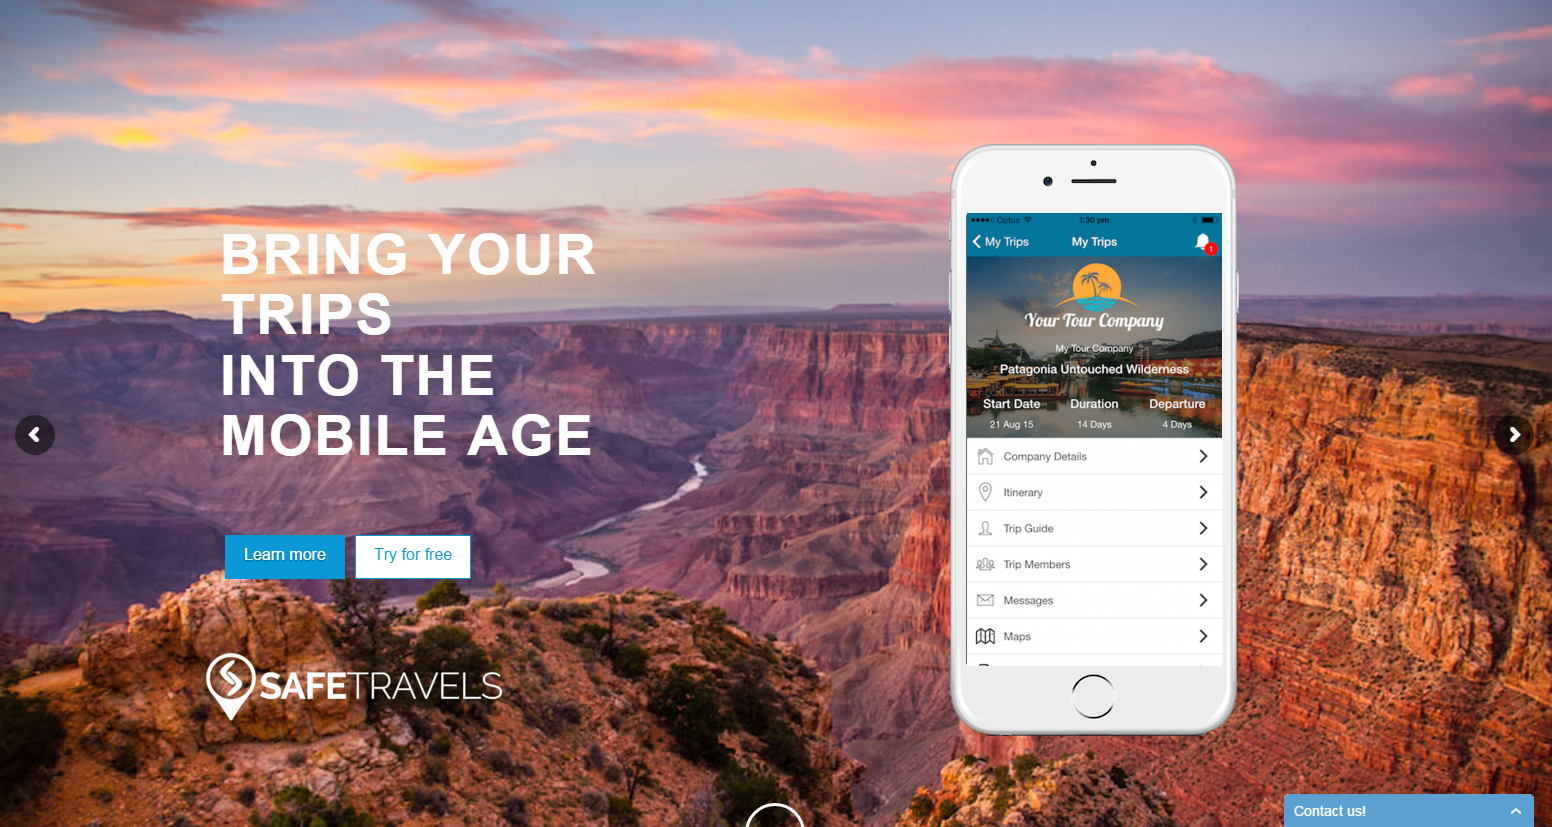 BRING YOUR
TRIPS
INTO THE
MOBILE AGE
Learn more
Try for free
SAFETRAVELS
Optus
1:30 pm
My Trips
My Trips
1
Your Tour Company
My Tour Company
Patagonia Untouched Wilderness
Start Date Duration Departure
21 Aug 15 14 Days 4 Days
Company Details
Itinerary
Trip Guide
Trip Members
Messages
Maps
Contact us!